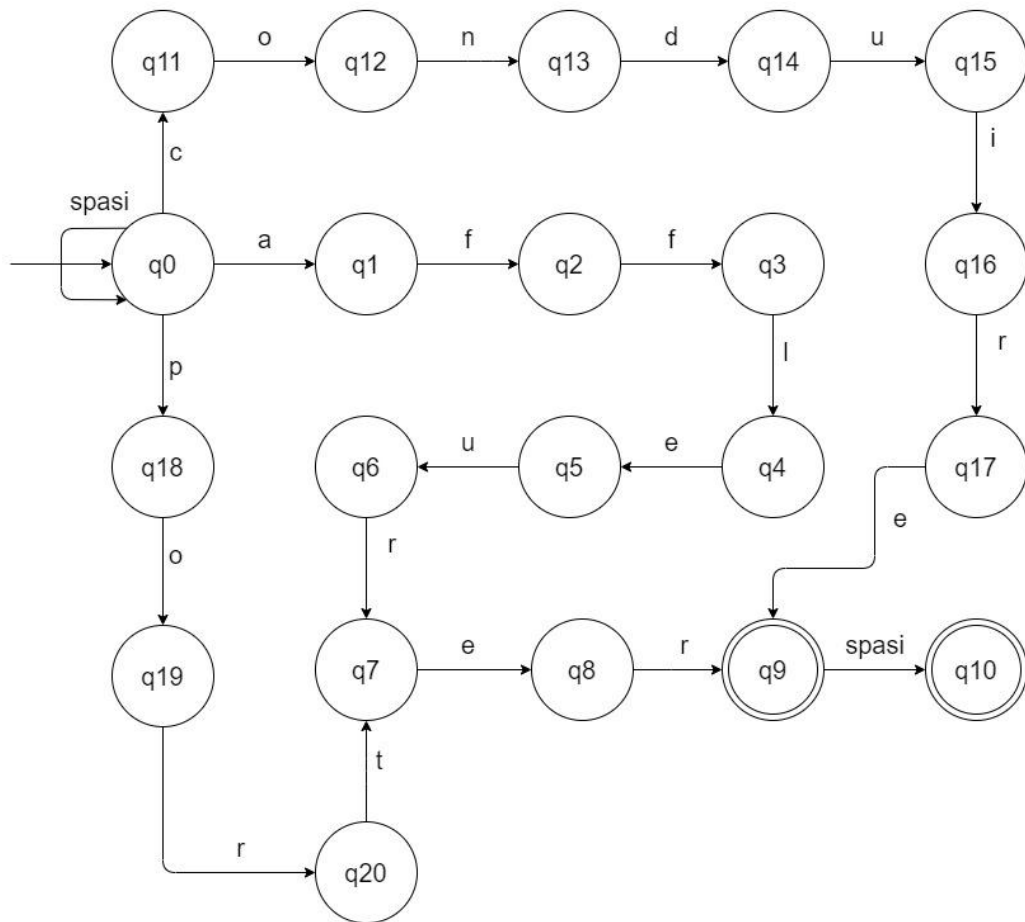 q11 o q12 n q13 d q14 u q15
c i
spasi
q0 a q1 f q2 f q3 q16
p l r
q18 q6 u q5 e q4 q17
o r e
q19 q7 e q8 r q9 spasi q10
t
r q20